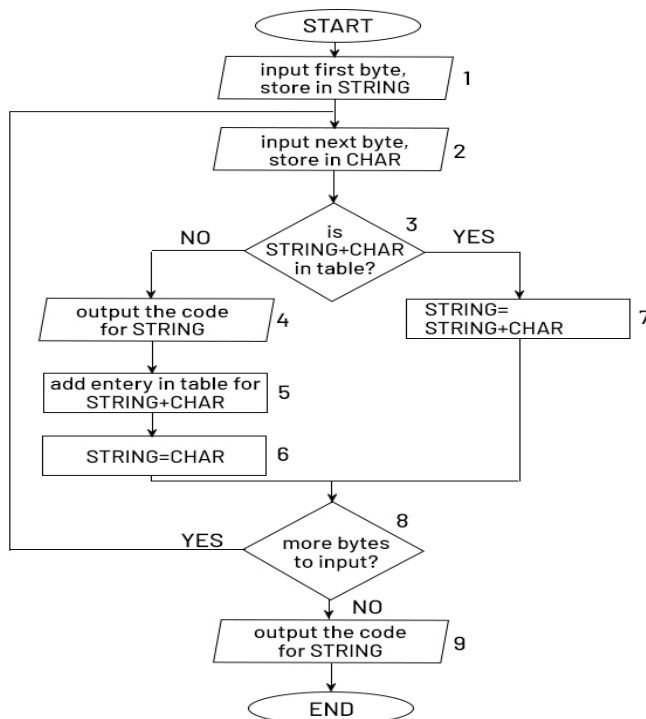 START
input first byte,
store in STRING
1
input next byte,
store in CHAR
2
3
is
STRING+CHAR
in table?
NO
YES
output the code
for STRING
4
STRING=
STRING+CHAR
7
add entery in table for
STRING+CHAR
5
STRING=CHAR
6
8
more bytes
to input?
YES
NO
output the code
for STRING
9
END